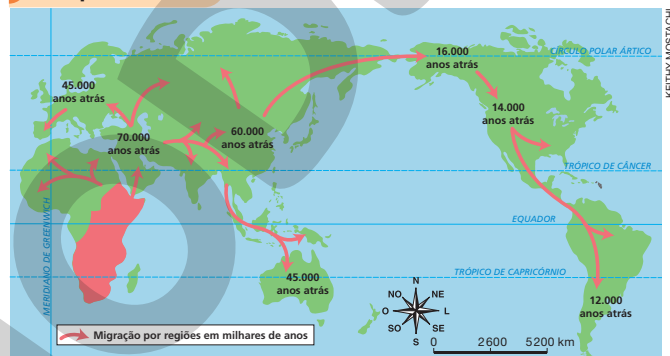 KEITHY MOSTACHI
16.000
anos atrás
CÍRCULO POLAR ÁRTICO
45.000
anos atrás
14.000
anos atrás
70.000
anos atrás
60.000
anos atrás
TRÓPICO DE CÂNCER
MERIDIANO DE GREENWICH
EQUADOR
TRÓPICO DE CAPRICÓRNIO
45.000
anos atrás
N
NO
NE
O
L
SO
SE
S
12.000
anos atrás
Migração por regiões em milhares de anos
0 2600 5200 km